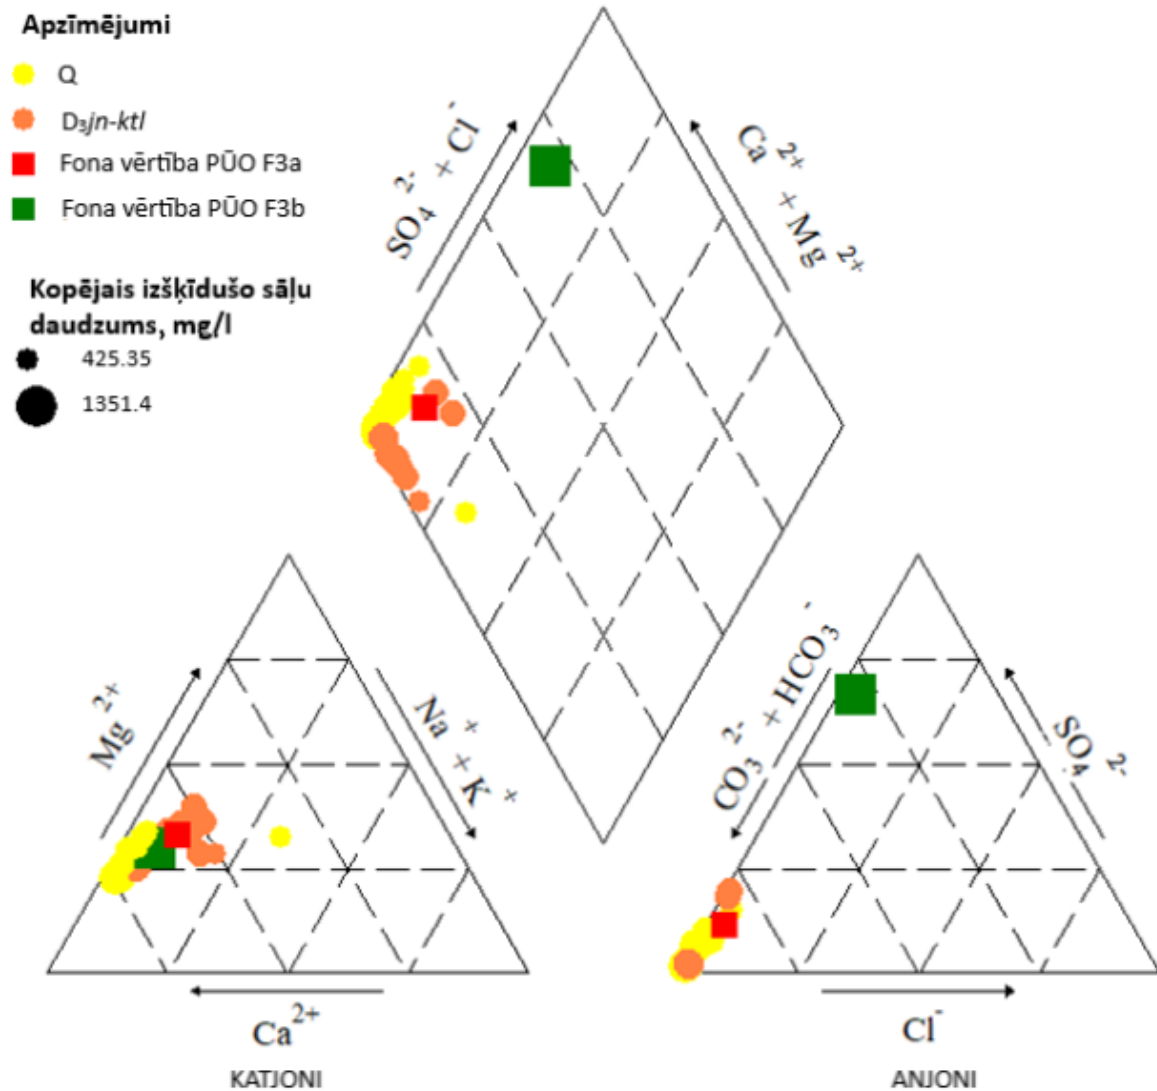 Apzīmējumi
Q
D₃jn-ktl
Fona vērtība PŪO F3a
Fona vērtība PŪO F3b
Kopējais izšķīdušo sāļu
daudzums, mg/l
425.35
1351.4
SO₄²⁻ + Cl⁻
Ca²⁺ + Mg²⁺
Mg²⁺
Na⁺ + K⁺
CO₃²⁻ + HCO₃⁻
SO₄²⁻
Ca²⁺
Cl⁻
KATJONI
ANJONI